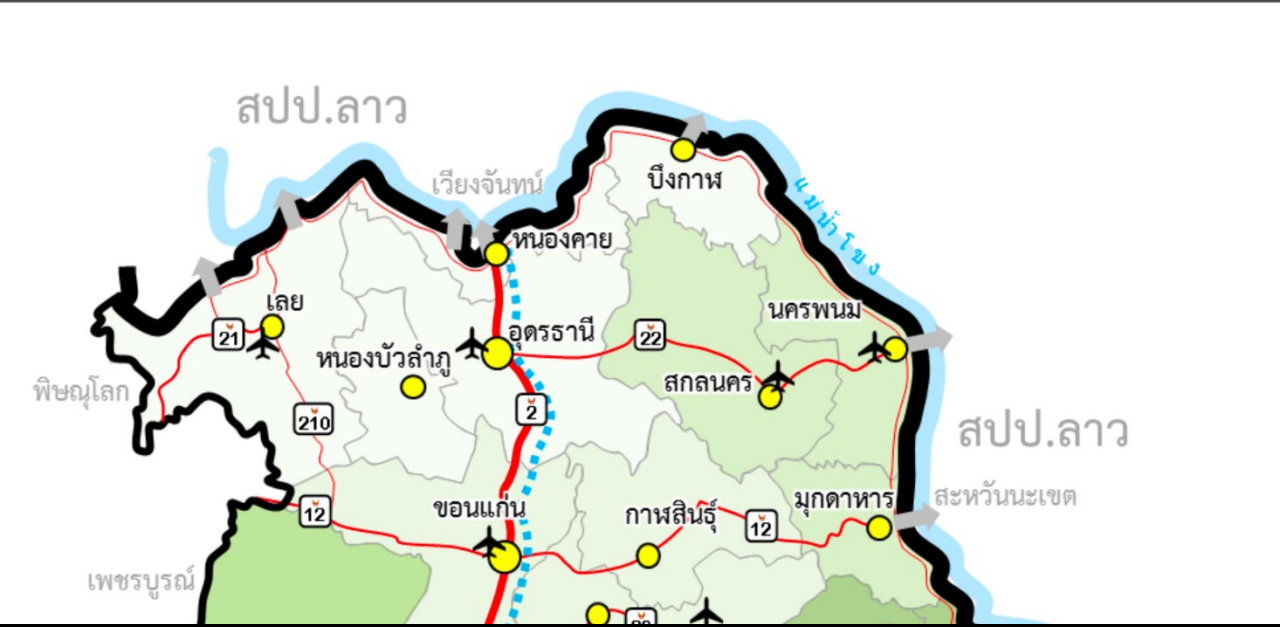 สปป.ลาว
บึงกาฬ
เวียงจันทน์
แม่น้ำโขง
หนองคาย
เลย
นครพนม
21
อุดรธานี
22
หนองบัวลำภู
พิษณุโลก
สกลนคร
2
210
สปป.ลาว
สะหวันนะเขต
มุกดาหาร
12
ขอนแก่น
กาฬสินธุ์
12
เพชรบูรณ์